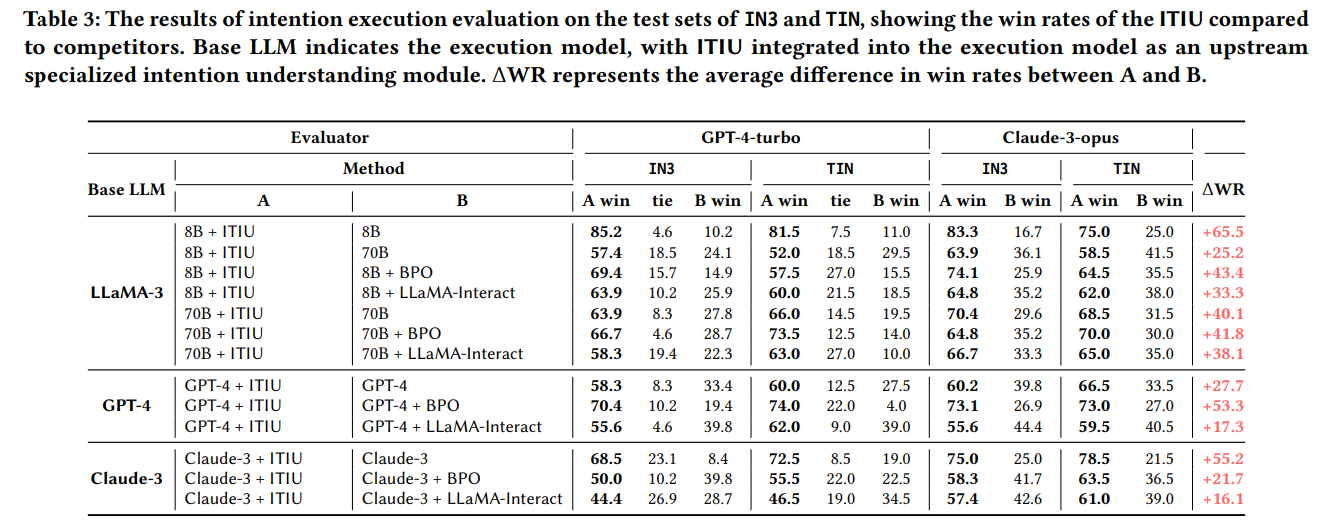 Table 3: The results of intention execution evaluation on the test sets of IN3 and TIN, showing the win rates of the ITIU compared
to competitors. Base LLM indicates the execution model, with ITIU integrated into the execution model as an upstream
specialized intention understanding module. ΔWR represents the average difference in win rates between A and B.
Evaluator GPT-4-turbo Claude-3-opus
Base LLM Method IN3 TIN IN3 TIN ΔWR
A B A win tie B win A win tie B win A win B win A win B win
LLaMA-3
8B + ITIU 8B 85.2 4.6 10.2 81.5 7.5 11.0 83.3 16.7 75.0 25.0 +65.5
8B + ITIU 70B 57.4 18.5 24.1 52.0 18.5 29.5 63.9 36.1 58.5 41.5 +25.2
8B + ITIU 8B + BPO 69.4 15.7 14.9 57.5 27.0 15.5 74.1 25.9 64.5 35.5 +43.4
8B + ITIU 8B + LLaMA-Interact 63.9 10.2 25.9 60.0 21.5 18.5 64.8 35.2 62.0 38.0 +33.3
70B + ITIU 70B 63.9 8.3 27.8 66.0 14.5 19.5 70.4 29.6 68.5 31.5 +40.1
70B + ITIU 70B + BPO 66.7 4.6 28.7 73.5 12.5 14.0 64.8 35.2 70.0 30.0 +41.8
70B + ITIU 70B + LLaMA-Interact 58.3 19.4 22.3 63.0 27.0 10.0 66.7 33.3 65.0 35.0 +38.1
GPT-4
GPT-4 + ITIU GPT-4 58.3 8.3 33.4 60.0 12.5 27.5 60.2 39.8 66.5 33.5 +27.7
GPT-4 + ITIU GPT-4 + BPO 70.4 10.2 19.4 74.0 22.0 4.0 73.1 26.9 73.0 27.0 +53.3
GPT-4 + ITIU GPT-4 + LLaMA-Interact 55.6 4.6 39.8 62.0 9.0 39.0 55.6 44.4 59.5 40.5 +17.3
Claude-3
Claude-3 + ITIU Claude-3 68.5 23.1 8.4 72.5 8.5 19.0 75.0 25.0 78.5 21.5 +55.2
Claude-3 + ITIU Claude-3 + BPO 50.0 10.2 39.8 55.5 22.0 22.5 58.3 41.7 63.5 36.5 +21.7
Claude-3 + ITIU Claude-3 + LLaMA-Interact 44.4 26.9 28.7 46.5 19.0 34.5 57.4 42.6 61.0 39.0 +16.1